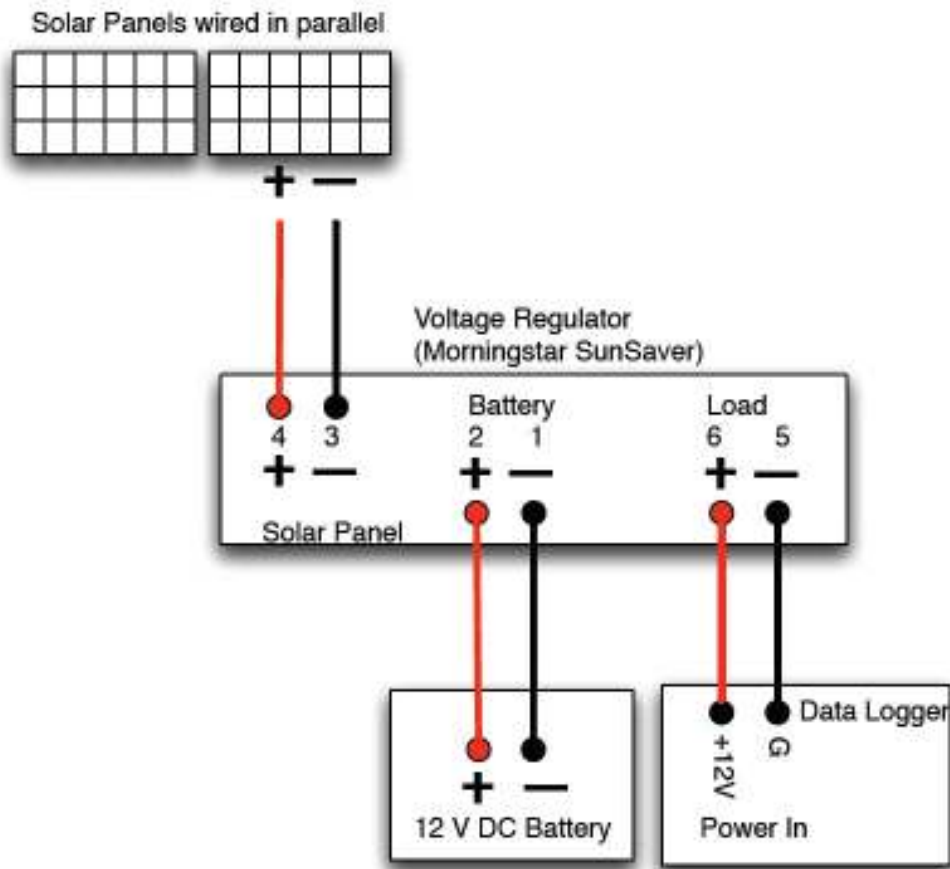 Solar Panels wired in parallel
+ —
Voltage Regulator
(Morningstar SunSaver)
Battery Load
4 3 2 1 6 5
+ — + — + —
Solar Panel
Data Logger
+12V G
+ —
12 V DC Battery
Power In